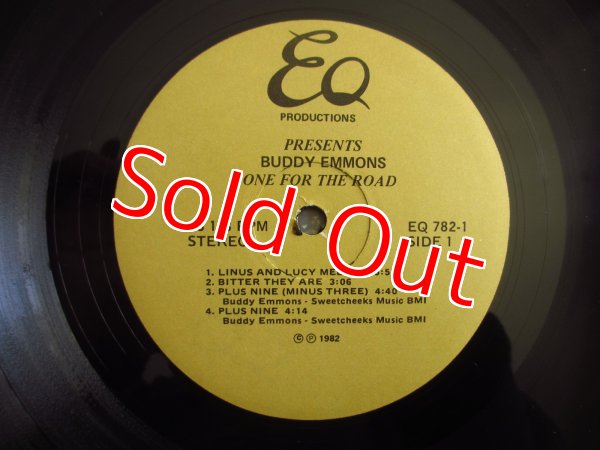 EQ
PRODUCTIONS
PRESENTS
BUDDY EMMONS
ONE FOR THE ROAD
RPM
EQ 782-1
STEREO
SIDE 1
Sold Out
1. LINUS AND LUCY
2. BITTER THEY ARE 3:06
3. PLUS NINE (MINUS THREE) 4:40
Buddy Emmons - Sweetcheeks Music BMI
4. PLUS NINE 4:14
Buddy Emmons - Sweetcheeks Music BMI
© ℗ 1982